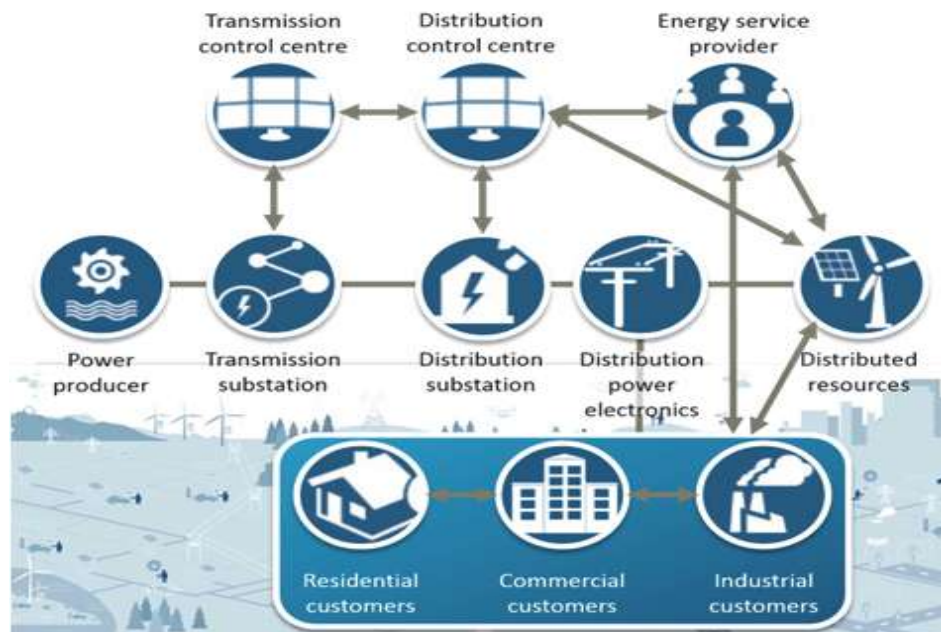 Transmission
control centre
Distribution
control centre
Energy service
provider
Power
producer
Transmission
substation
Distribution
substation
Distribution
power
electronics
Distributed
resources
Residential
customers
Commercial
customers
Industrial
customers